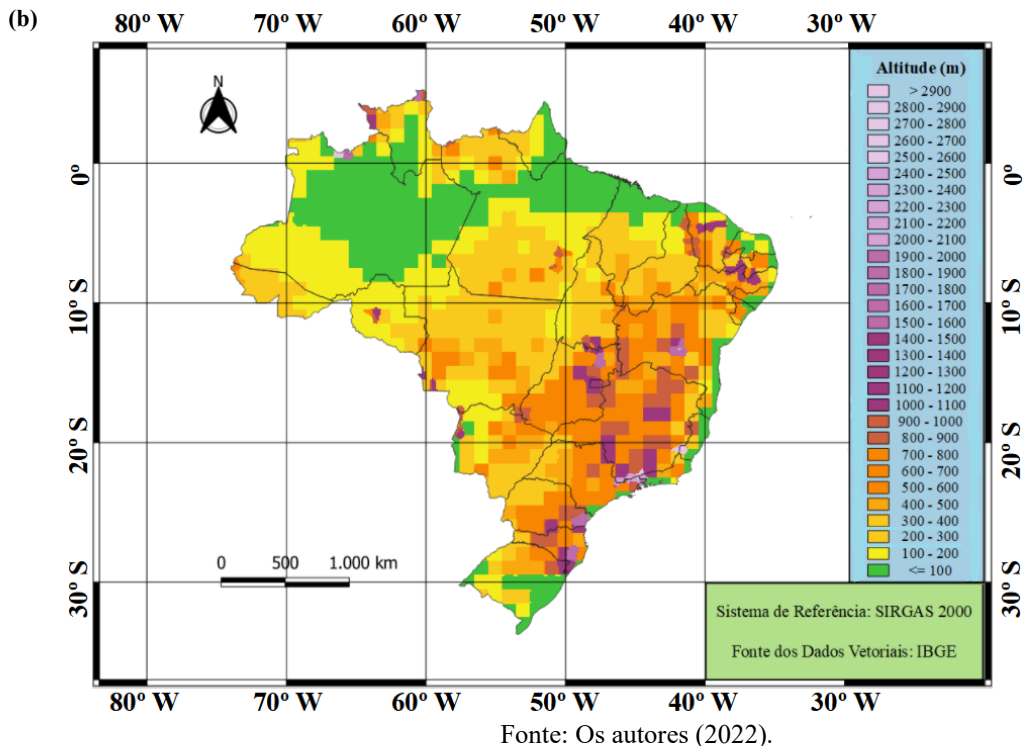 (b)
80º W 70º W 60º W 50º W 40º W 30º W
N
Altitude (m)
> 2900
2800 - 2900
2700 - 2800
2600 - 2700
2500 - 2600
2400 - 2500
2300 - 2400
2200 - 2300
2100 - 2200
2000 - 2100
1900 - 2000
1800 - 1900
1700 - 1800
1600 - 1700
1500 - 1600
1400 - 1500
1300 - 1400
1200 - 1300
1100 - 1200
1000 - 1100
900 - 1000
800 - 900
700 - 800
600 - 700
500 - 600
400 - 500
300 - 400
200 - 300
100 - 200
<= 100
0º 0º
10º S 10º S
20º S 20º S
30º S 30º S
0 500 1.000 km
Sistema de Referência: SIRGAS 2000
Fonte dos Dados Vetoriais: IBGE
80º W 70º W 60º W 50º W 40º W 30º W
Fonte: Os autores (2022).